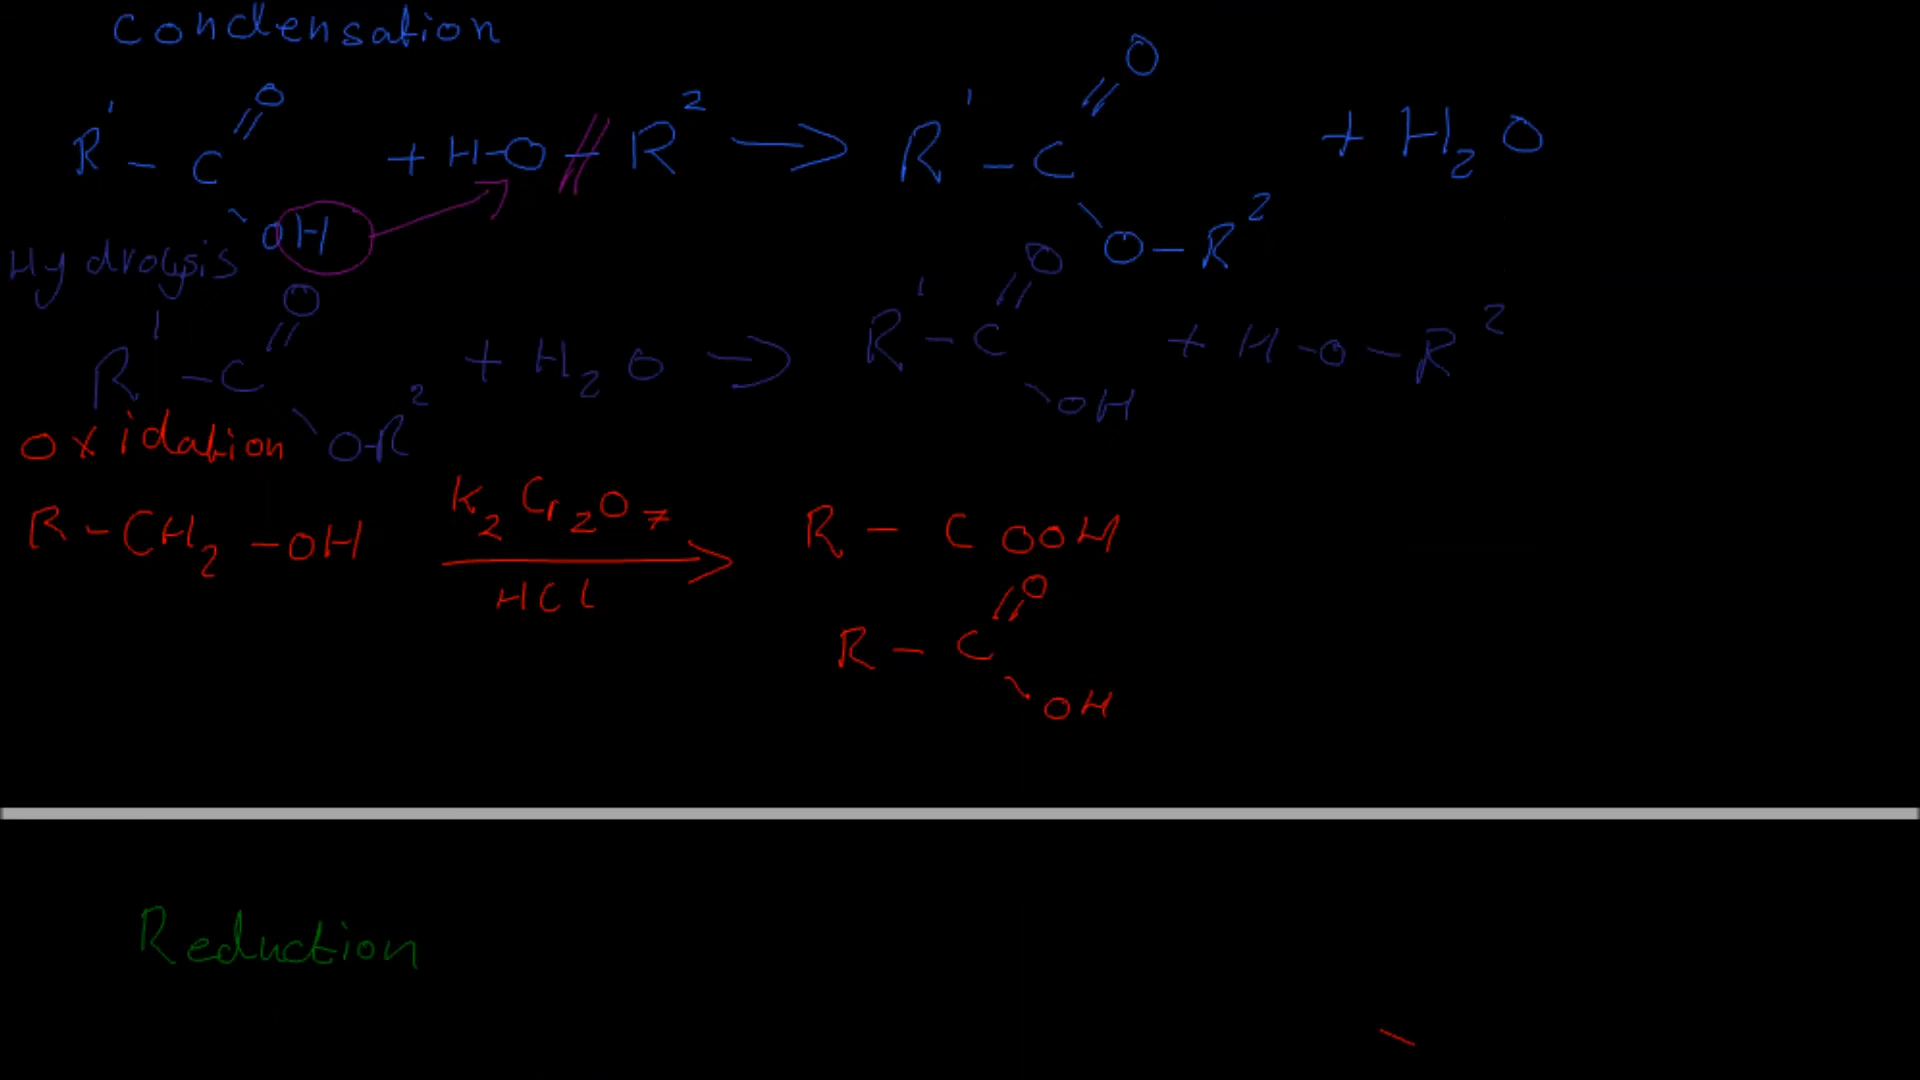 Condensation
R¹ - C =O OH + H-O-R² → R¹ - C =O O-R² + H₂O
Hydrolysis
R¹ - C =O O-R² + H₂O → R¹ - C =O OH + H-O-R²
Oxidation
R-CH₂-OH K₂Cr₂O₇ HCl → R - COOH
R - C =O OH
Reduction